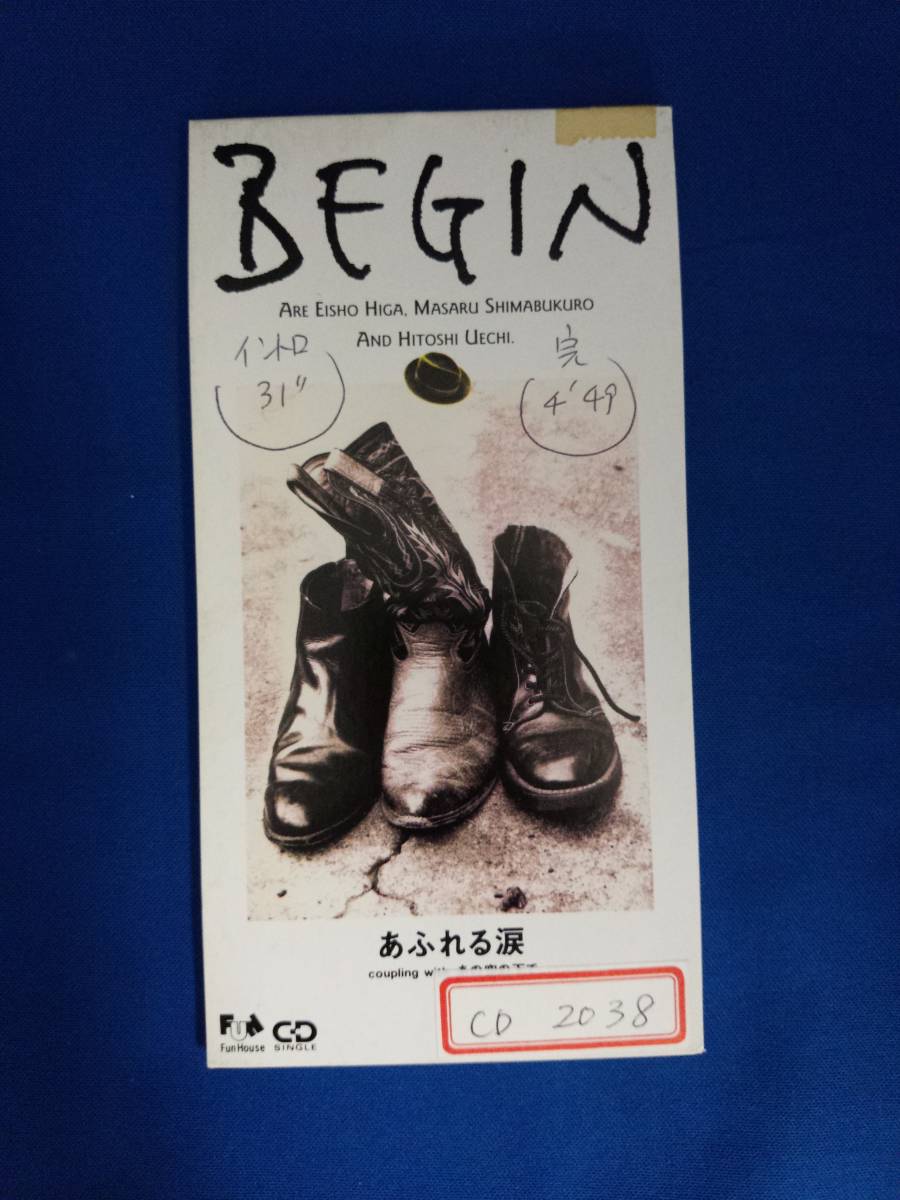 BEGIN
ARE EISHO HIGA, MASARU SHIMABUKURO
AND HITOSHI UECHI.
イントロ
31"
完
4'49
あふれる涙
coupling with
FUN
FunHouse
CD
SINGLE
CD 2038